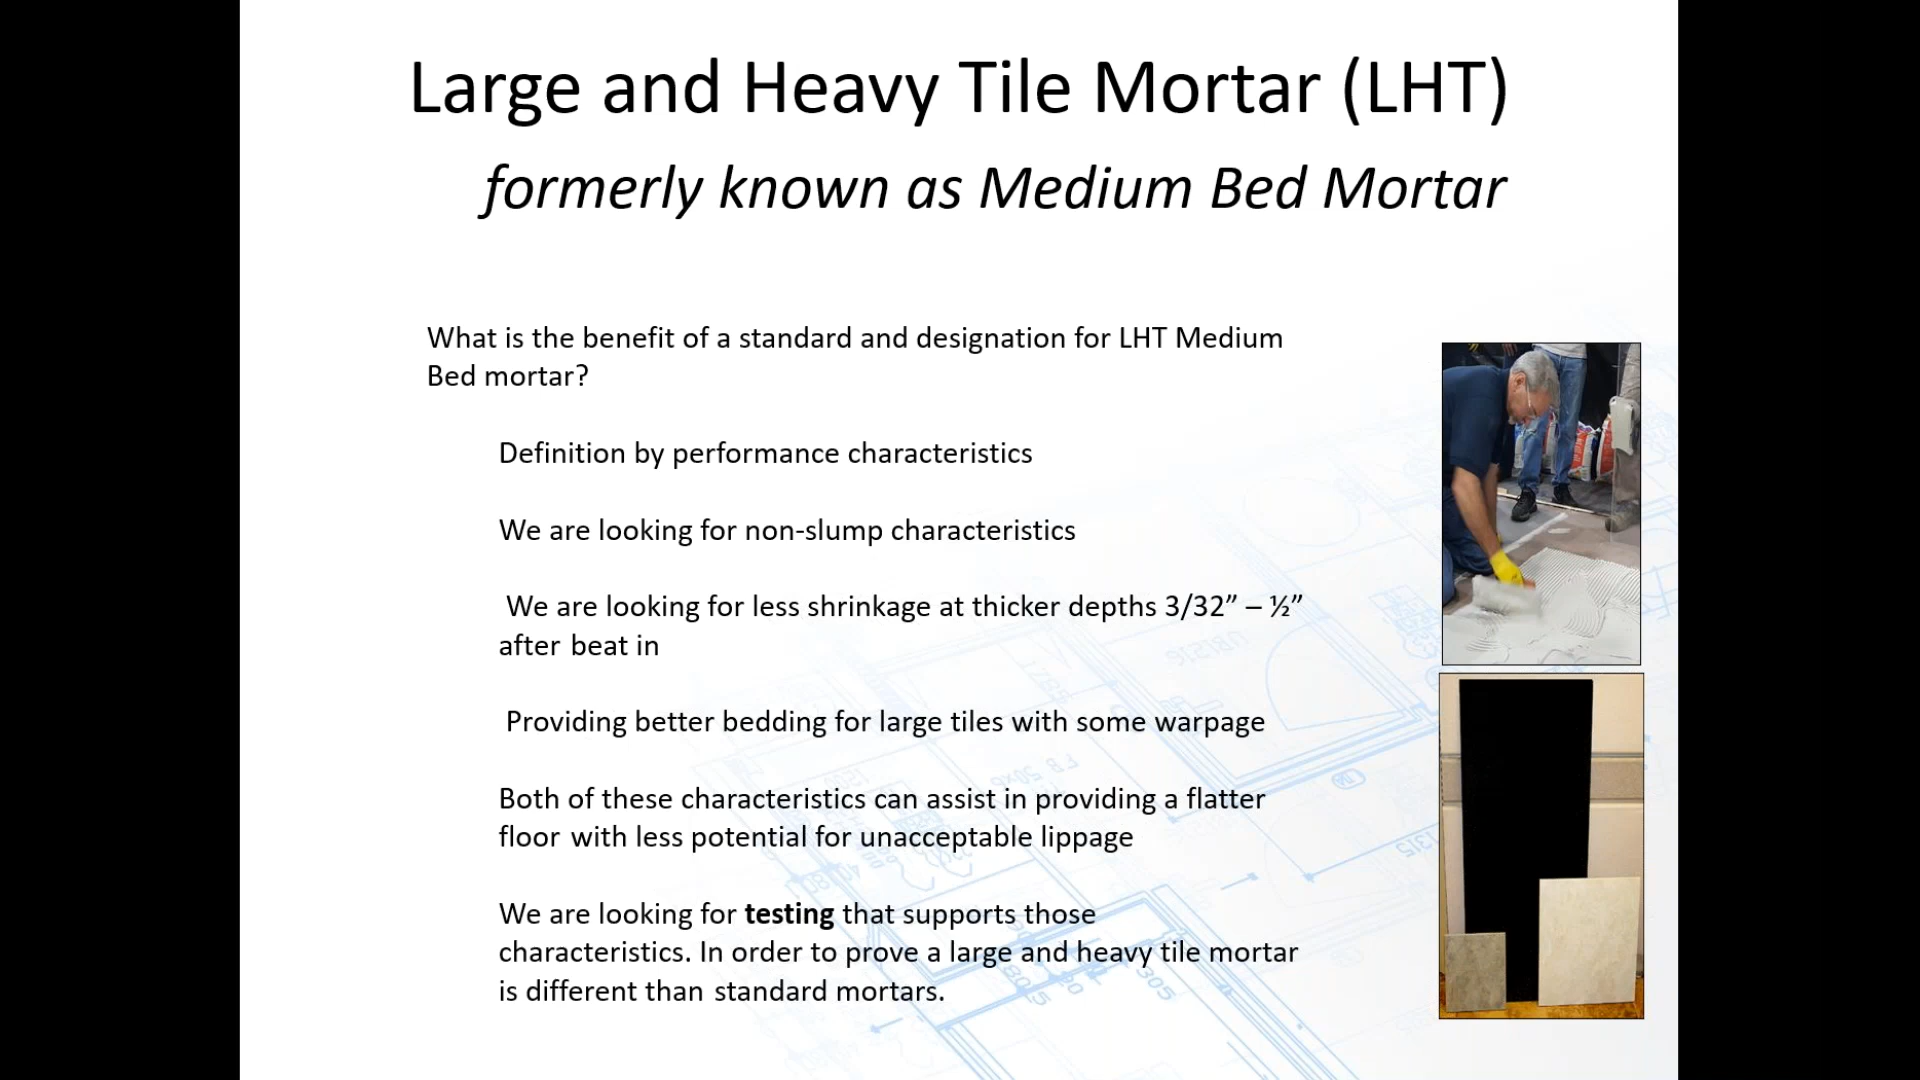 Large and Heavy Tile Mortar (LHT)
formerly known as Medium Bed Mortar
What is the benefit of a standard and designation for LHT Medium
Bed mortar?
Definition by performance characteristics
We are looking for non-slump characteristics
We are looking for less shrinkage at thicker depths 3/32” – ½”
after beat in
Providing better bedding for large tiles with some warpage
Both of these characteristics can assist in providing a flatter
floor with less potential for unacceptable lippage
We are looking for testing that supports those
characteristics. In order to prove a large and heavy tile mortar
is different than standard mortars.
1315
305